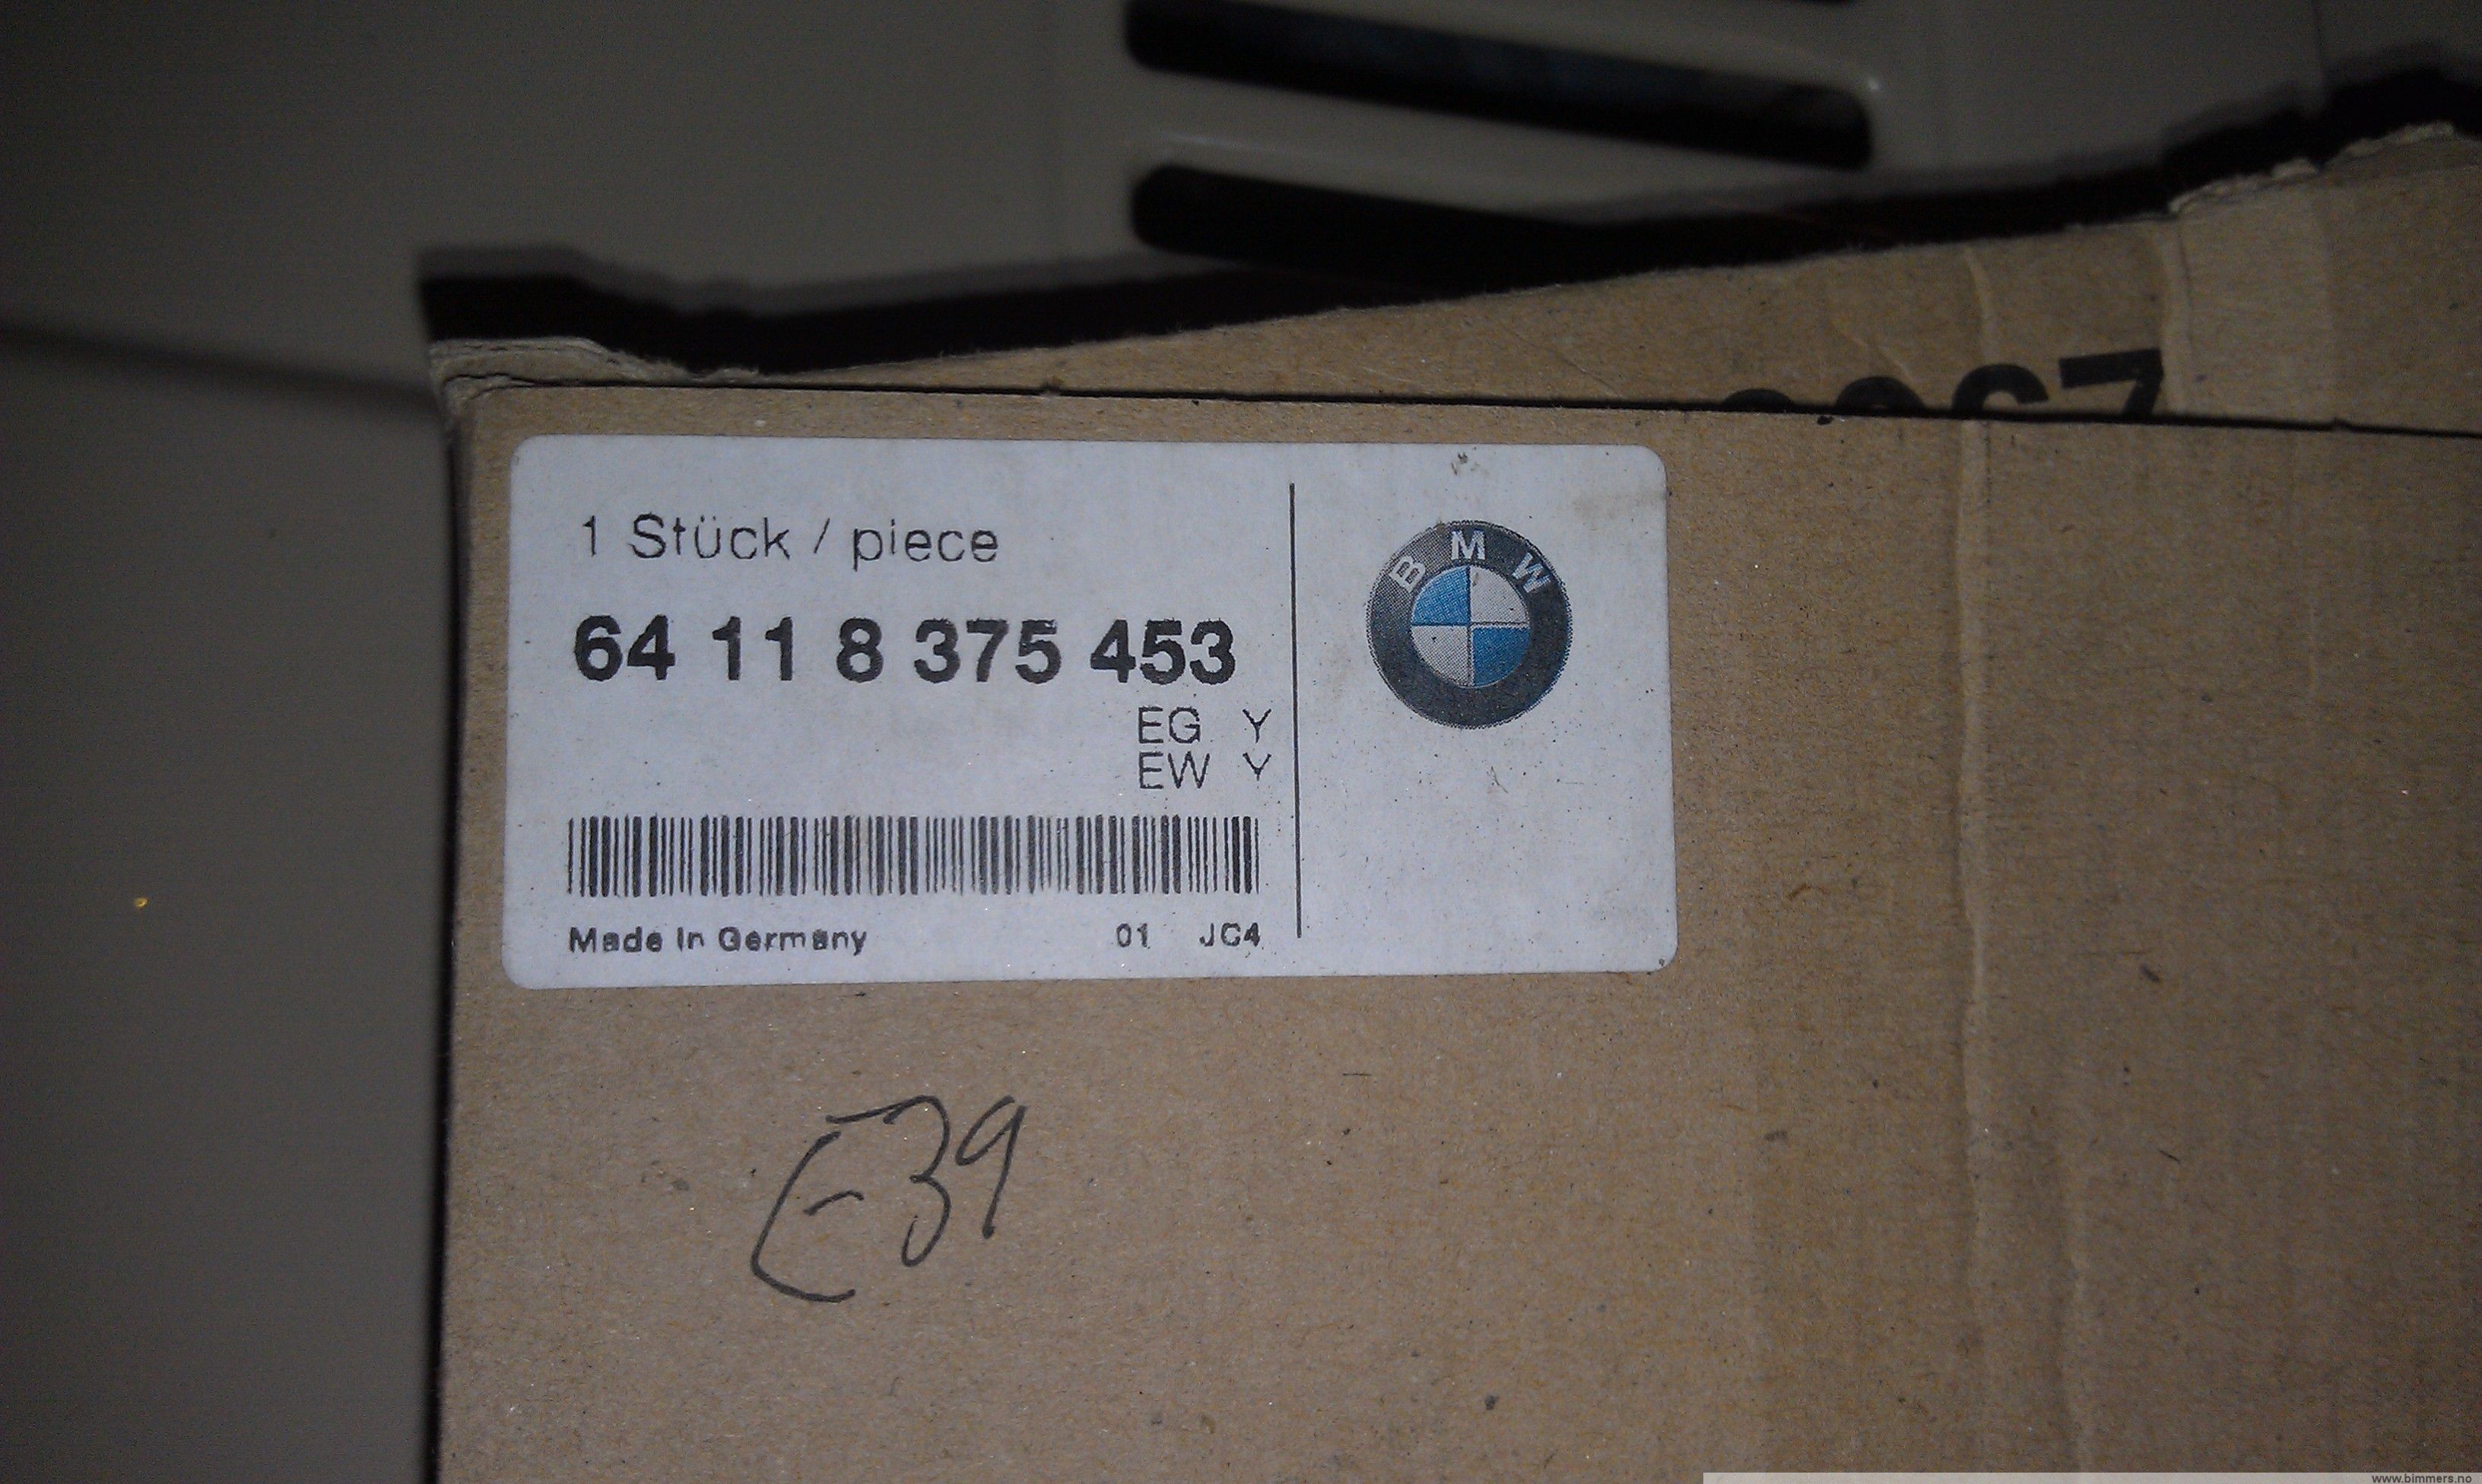 1 Stück / piece
64 11 8 375 453
EG Y
EW Y
Made In Germany 01 JC4
BMW
E39
www.bimmers.no